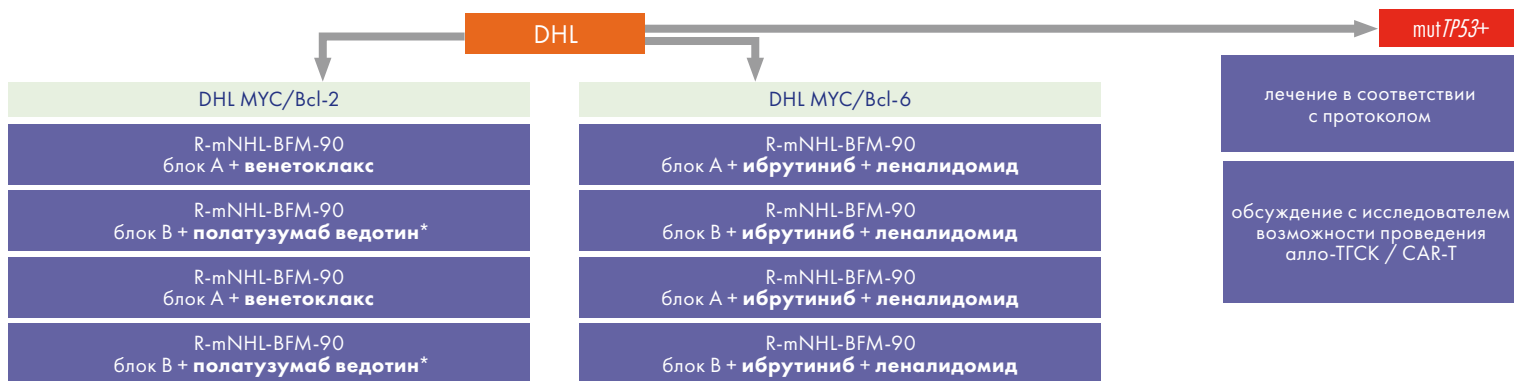 DHL
mutTP53+
DHL MYC/Bcl-2
R-mNHL-BFM-90
блок А + венетоклакс
R-mNHL-BFM-90
блок В + полатузумаб ведотин*
R-mNHL-BFM-90
блок А + венетоклакс
R-mNHL-BFM-90
блок В + полатузумаб ведотин*
DHL MYC/Bcl-6
R-mNHL-BFM-90
блок А + ибрутиниб + леналидомид
R-mNHL-BFM-90
блок В + ибрутиниб + леналидомид
R-mNHL-BFM-90
блок А + ибрутиниб + леналидомид
R-mNHL-BFM-90
блок В + ибрутиниб + леналидомид
лечение в соответствии
с протоколом
обсуждение с исследователем
возможности проведения
алло-ТГСК / CAR-T